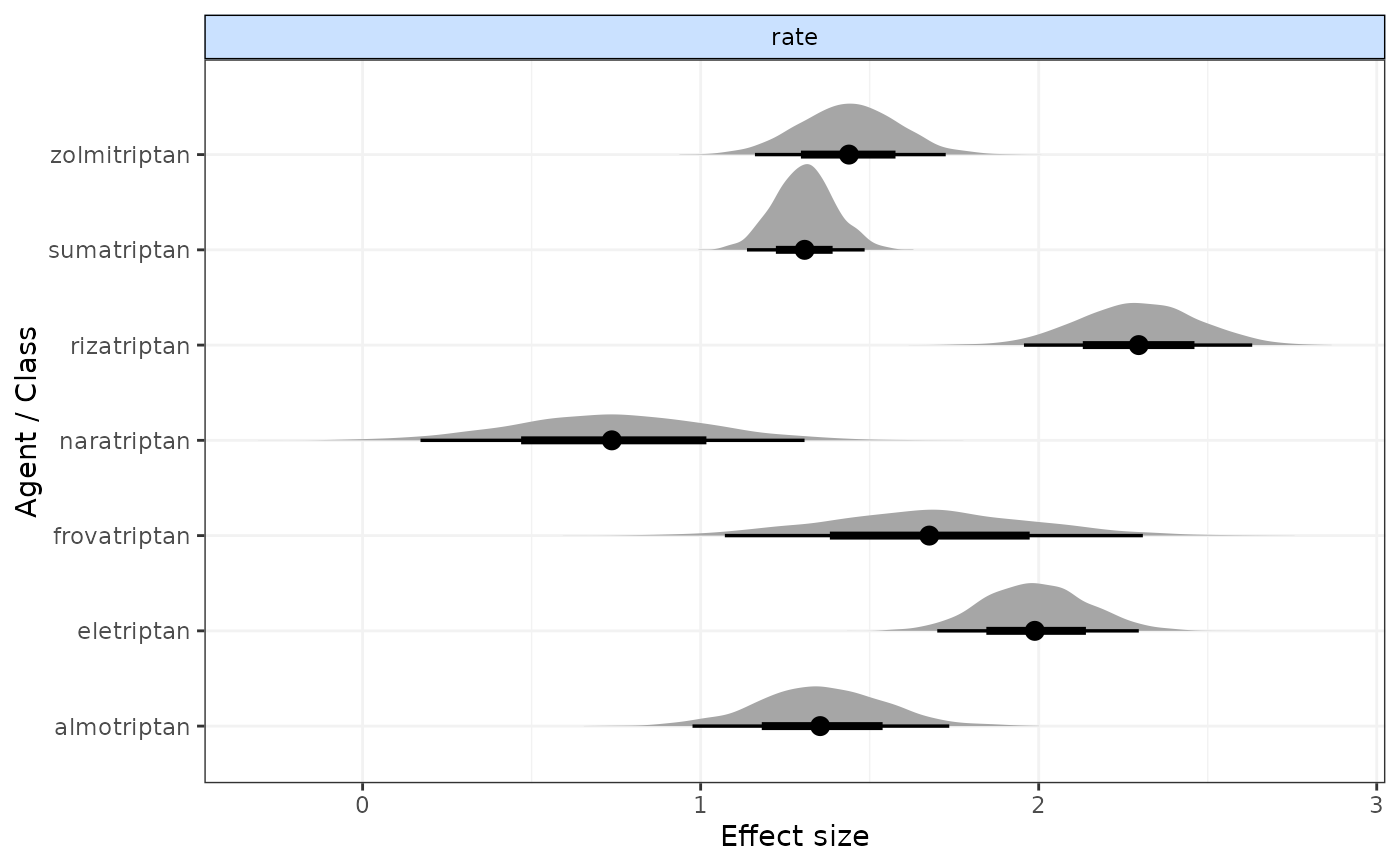 rate
zolmitriptan
sumatriptan
rizatriptan
naratriptan
frovatriptan
eletriptan
almotriptan
Agent / Class
0 1 2 3
Effect size